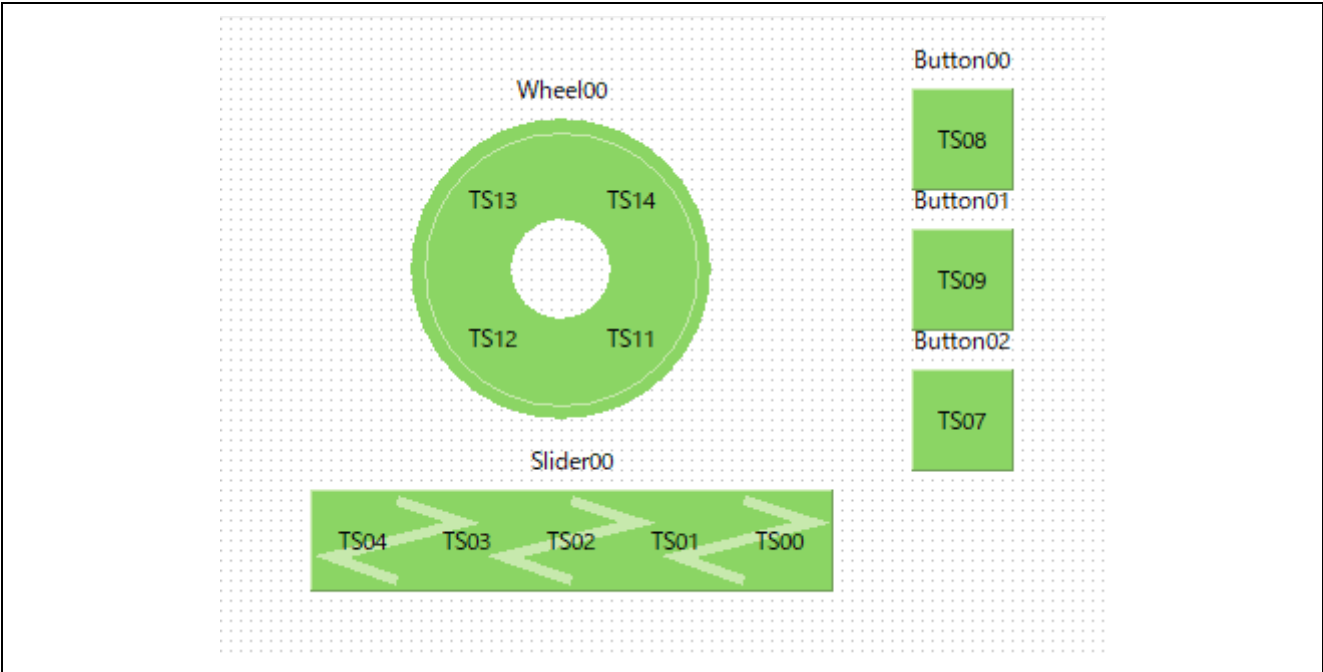 Wheel00
TS13 TS14
TS12 TS11
Slider00
TS04 TS03 TS02 TS01 TS00
Button00
TS08
Button01
TS09
Button02
TS07